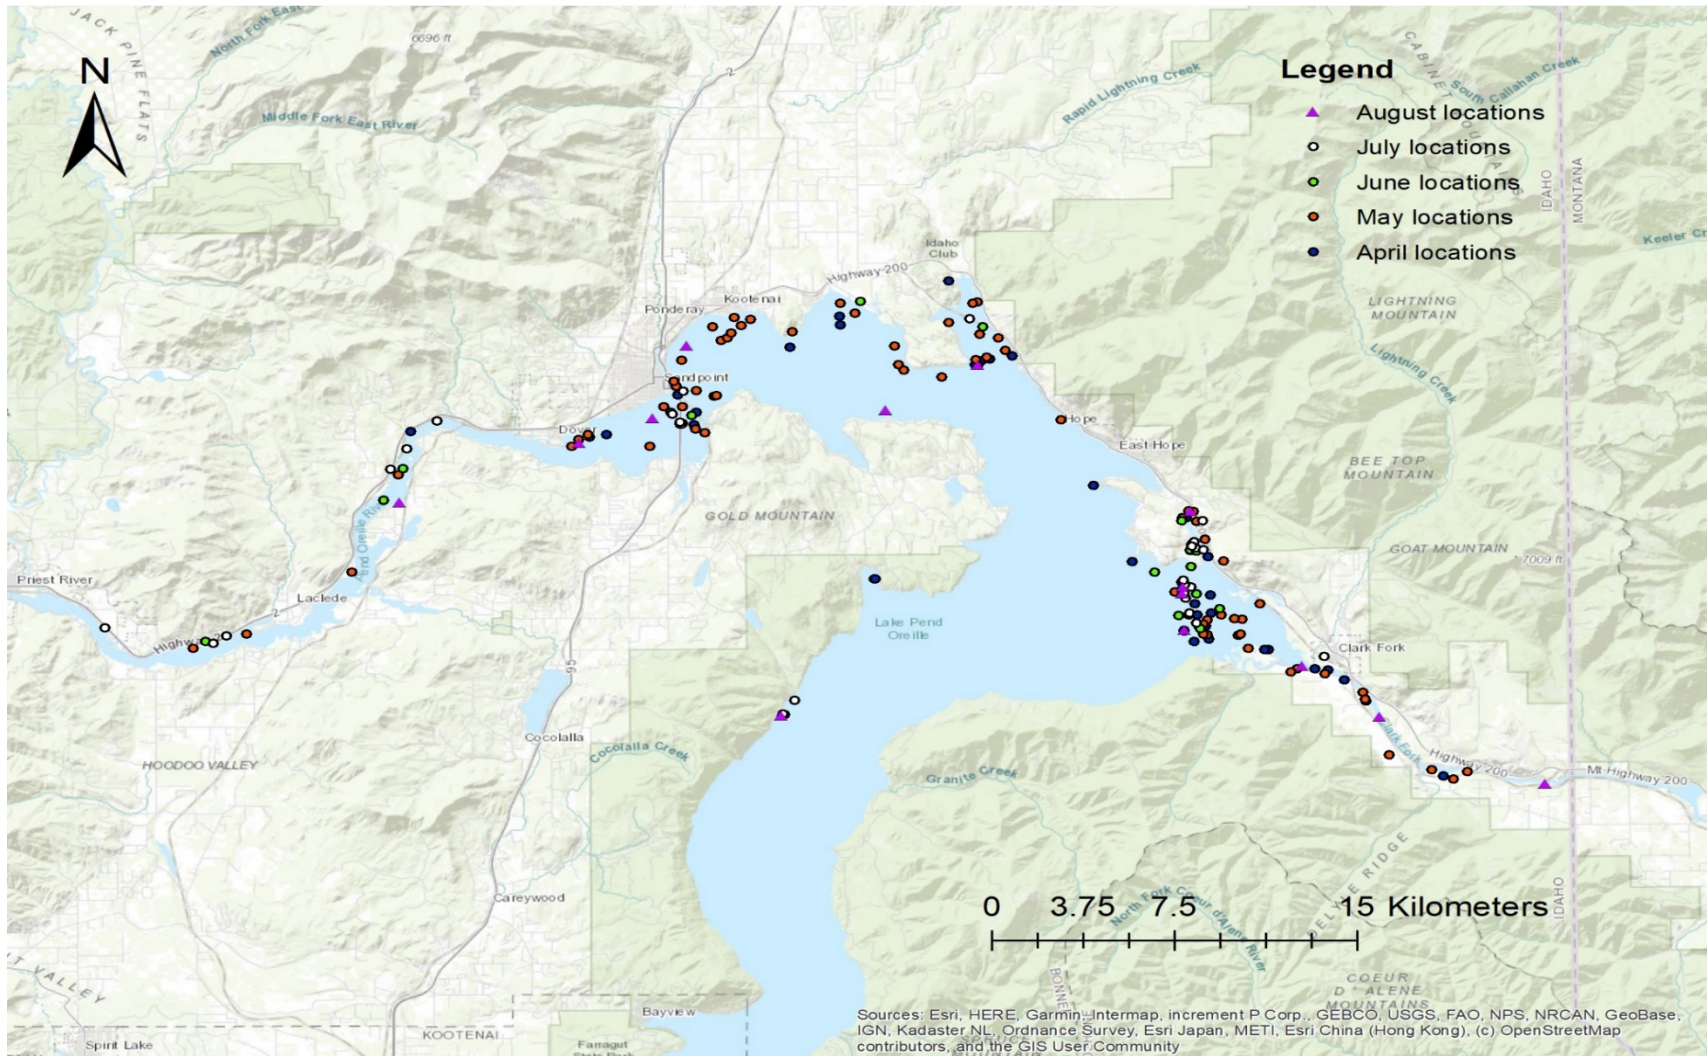 JACK PINE FLATS
North Fork East
6696 ft
2
CABINET MOUNTAINS
South Callahan Creek
N
Legend
August locations
July locations
June locations
May locations
April locations
Rapid Lightning Creek
Middle Fork East River
IDAHO
MONTANA
Keeler Cr
Idaho
Club
Highway 200
Kootenai
Ponderay
LIGHTNING
MOUNTAIN
Lightning Creek
Sandpoint
Dover
Hope
East Hope
BEE TOP
MOUNTAIN
GOLD MOUNTAIN
Pend Oreille River
GOAT MOUNTAIN
7009 ft
Priest River
Laclede
2
Highway 2
Lake Pend
Oreille
Clark Fork
95
Clark Fork
Cocolalla
Cocolalla Creek
HOODOO VALLEY
Granite Creek
Highway 200
Mt Highway 200
Careywood
North Fork Coeur d'Alene River
IDAHO
0 3.75 7.5 15 Kilometers
COEUR
D'ALENE
MOUNTAINS
Bayview
KOOTENAI
Spirit Lake
Farragut
State Park
Sources: Esri, HERE, Garmin, Intermap, increment P Corp., GEBCO, USGS, FAO, NPS, NRCAN, GeoBase,
IGN, Kadaster NL, Ordnance Survey, Esri Japan, METI, Esri China (Hong Kong), (c) OpenStreetMap
contributors, and the GIS User Community